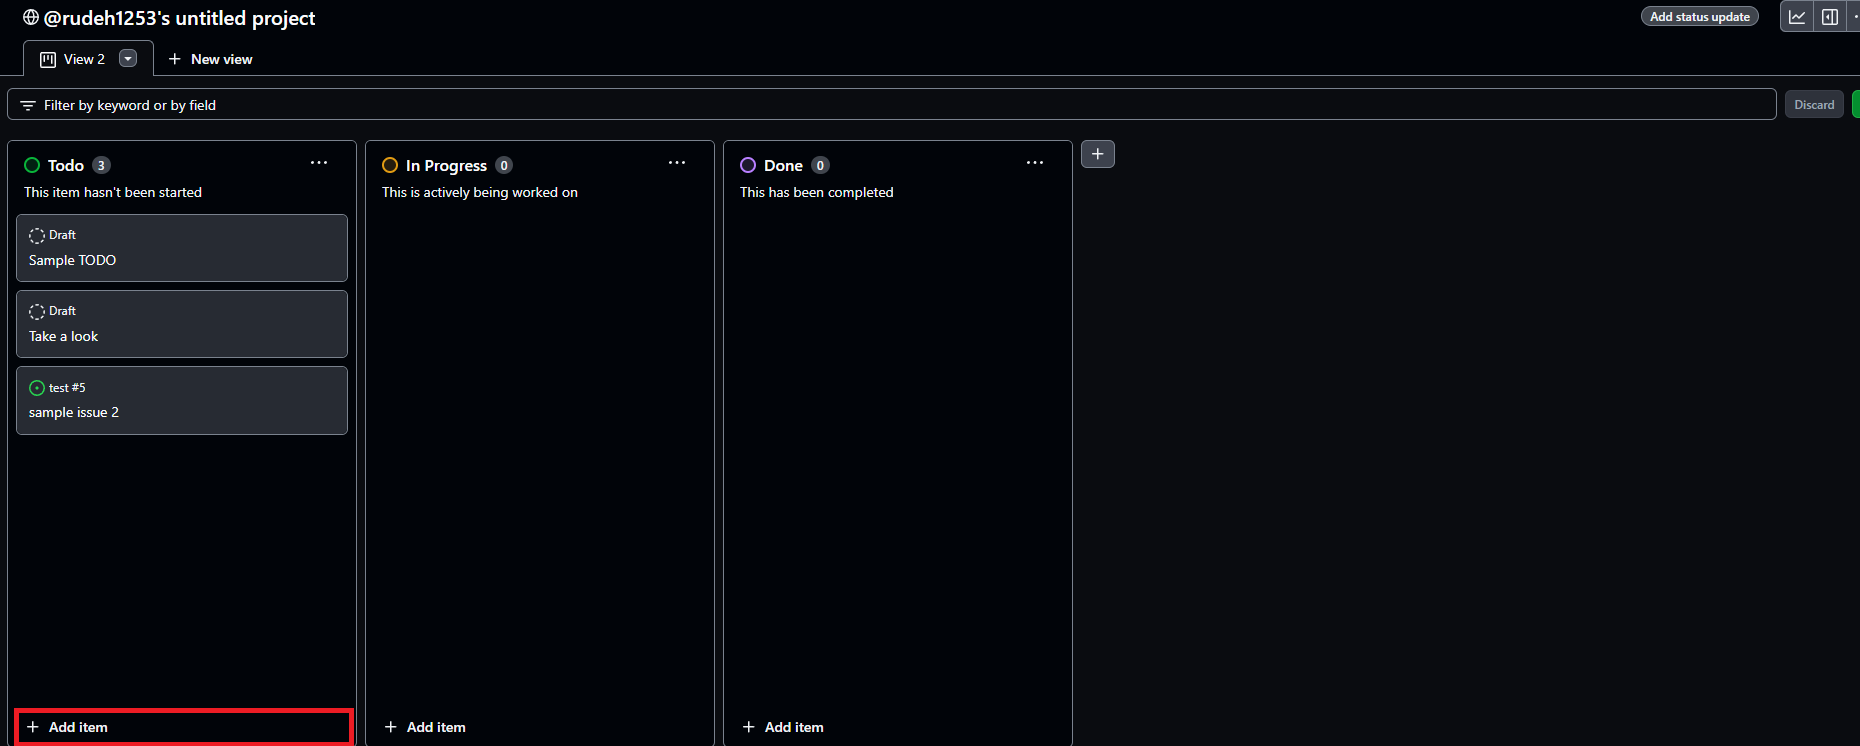 @rudeh1253's untitled project
Add status update
View 2
New view
Filter by keyword or by field
Discard
Todo 3
This item hasn't been started
Draft
Sample TODO
Draft
Take a look
test #5
sample issue 2
Add item
In Progress 0
This is actively being worked on
Add item
Done 0
This has been completed
Add item